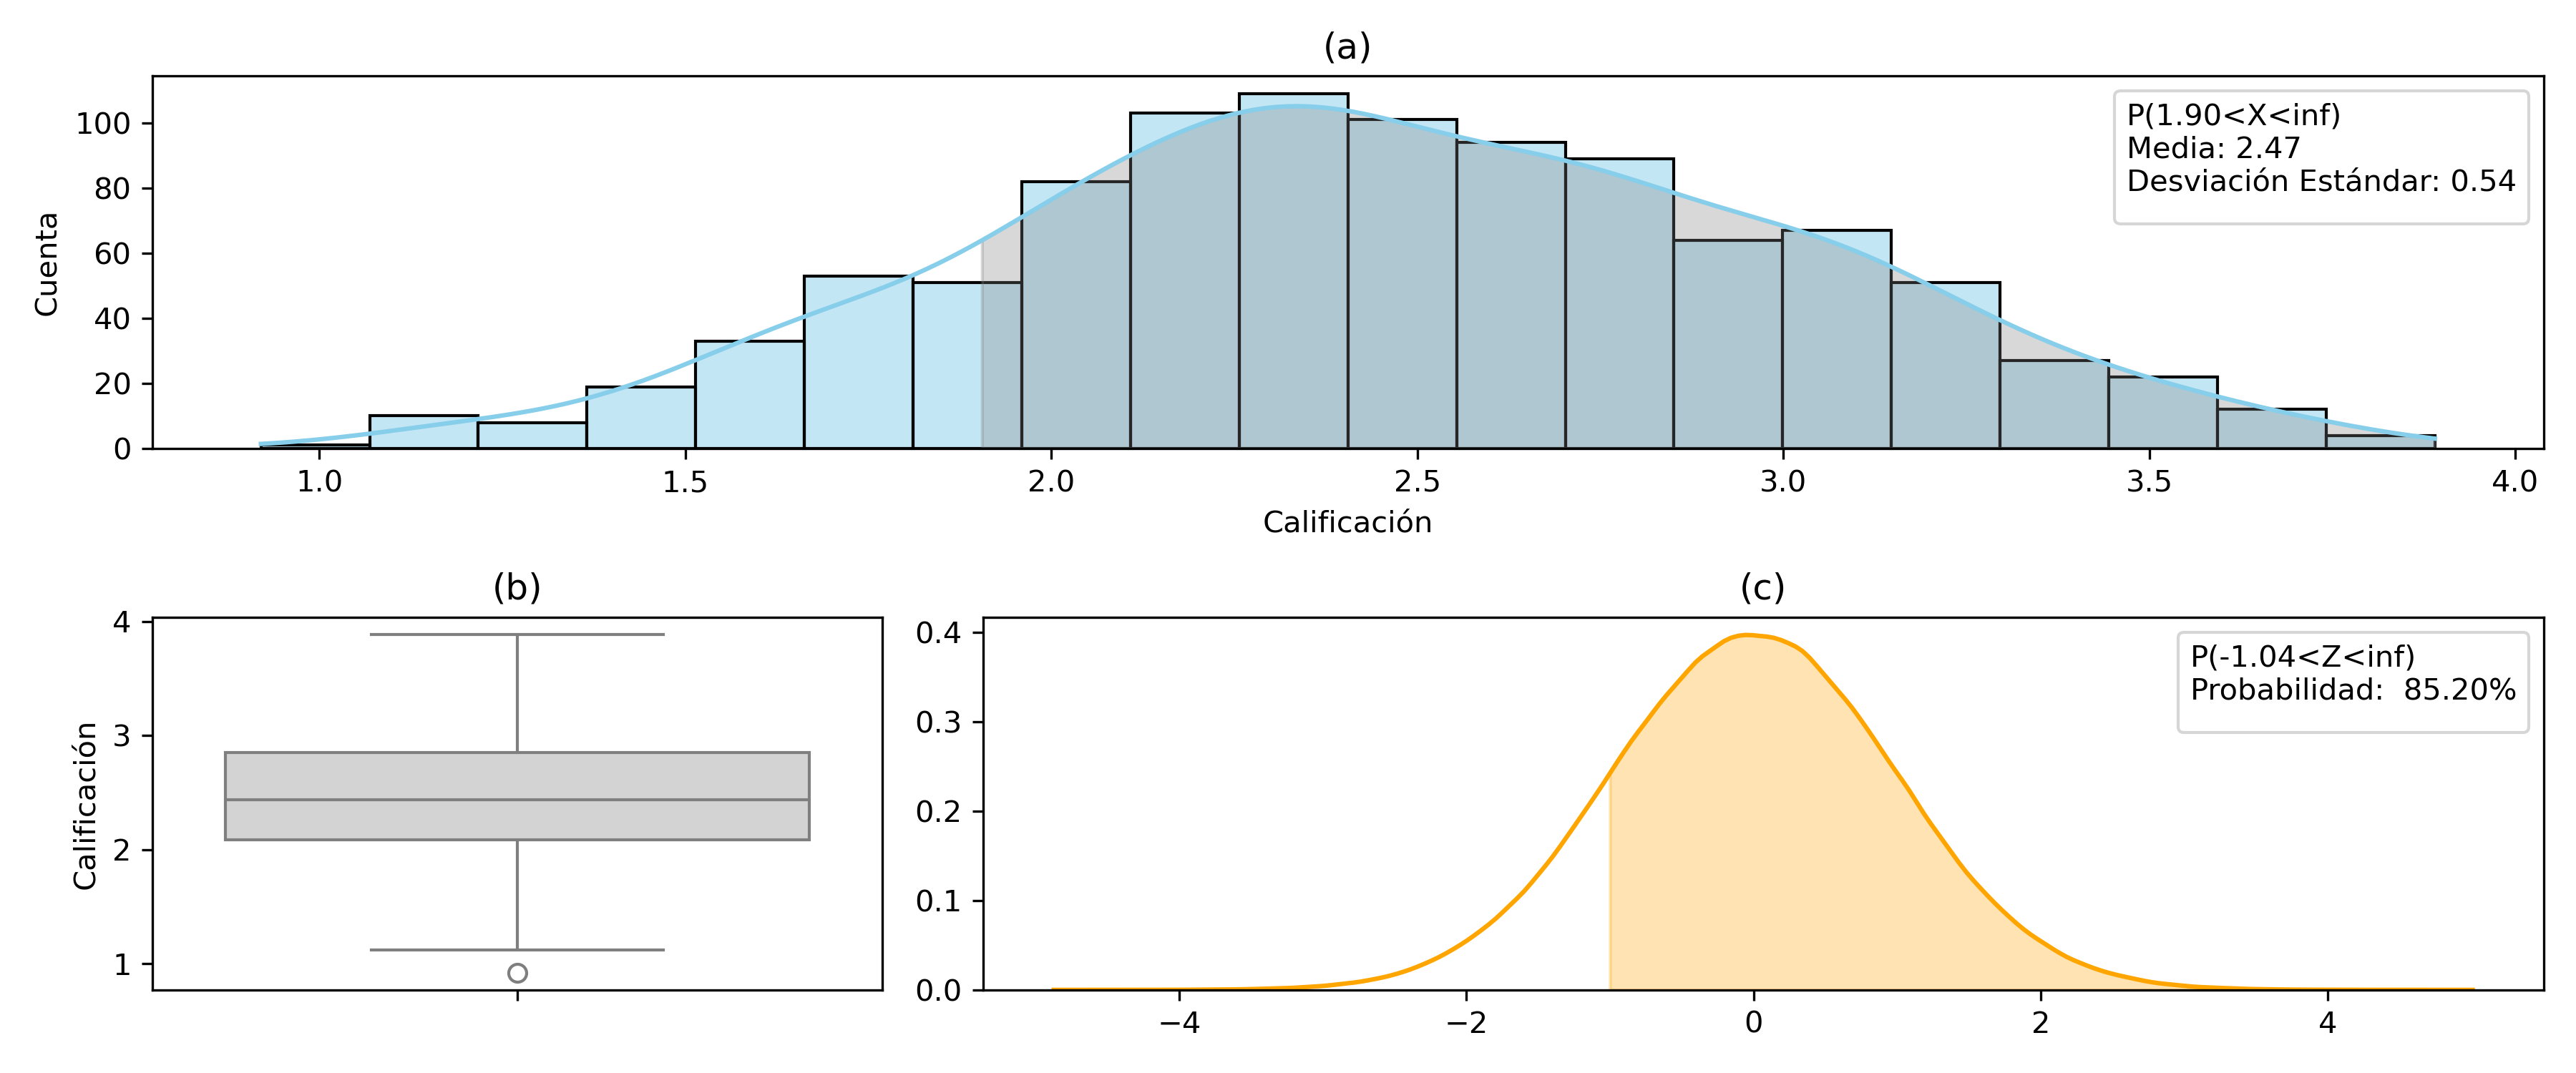 (a)
Cuenta
100
80
60
40
20
0
P(1.90<X<inf)
Media: 2.47
Desviación Estándar: 0.54
1.0 1.5 2.0 2.5 3.0 3.5 4.0
Calificación
(b)
Calificación
4
3
2
1
(c)
0.4
0.3
0.2
0.1
0.0
P(-1.04<Z<inf)
Probabilidad: 85.20%
−4 −2 0 2 4